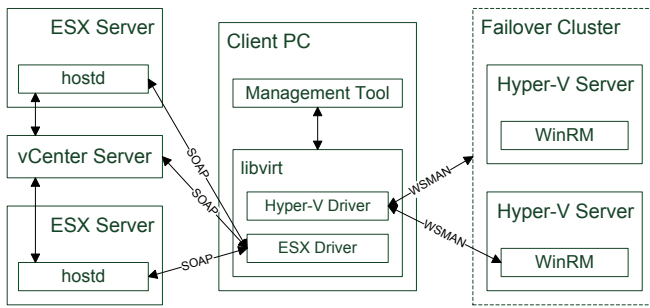 ESX Server
hostd
vCenter Server
ESX Server
hostd
SOAP
SOAP
SOAP
Client PC
Management Tool
libvirt
Hyper-V Driver
ESX Driver
WSMAN
WSMAN
Failover Cluster
Hyper-V Server
WinRM
Hyper-V Server
WinRM